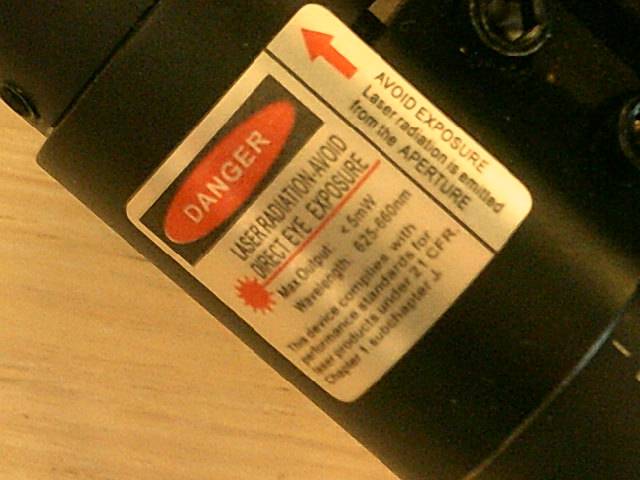 AVOID EXPOSURE
Laser radiation is emitted
from the APERTURE
DANGER
LASER RADIATION-AVOID
DIRECT EYE EXPOSURE
Max Output: <5mW
Wavelength: 625-660nm
This device complies with
performance standards for
laser products under 21 CFR.
Chapter 1 subchapter J.